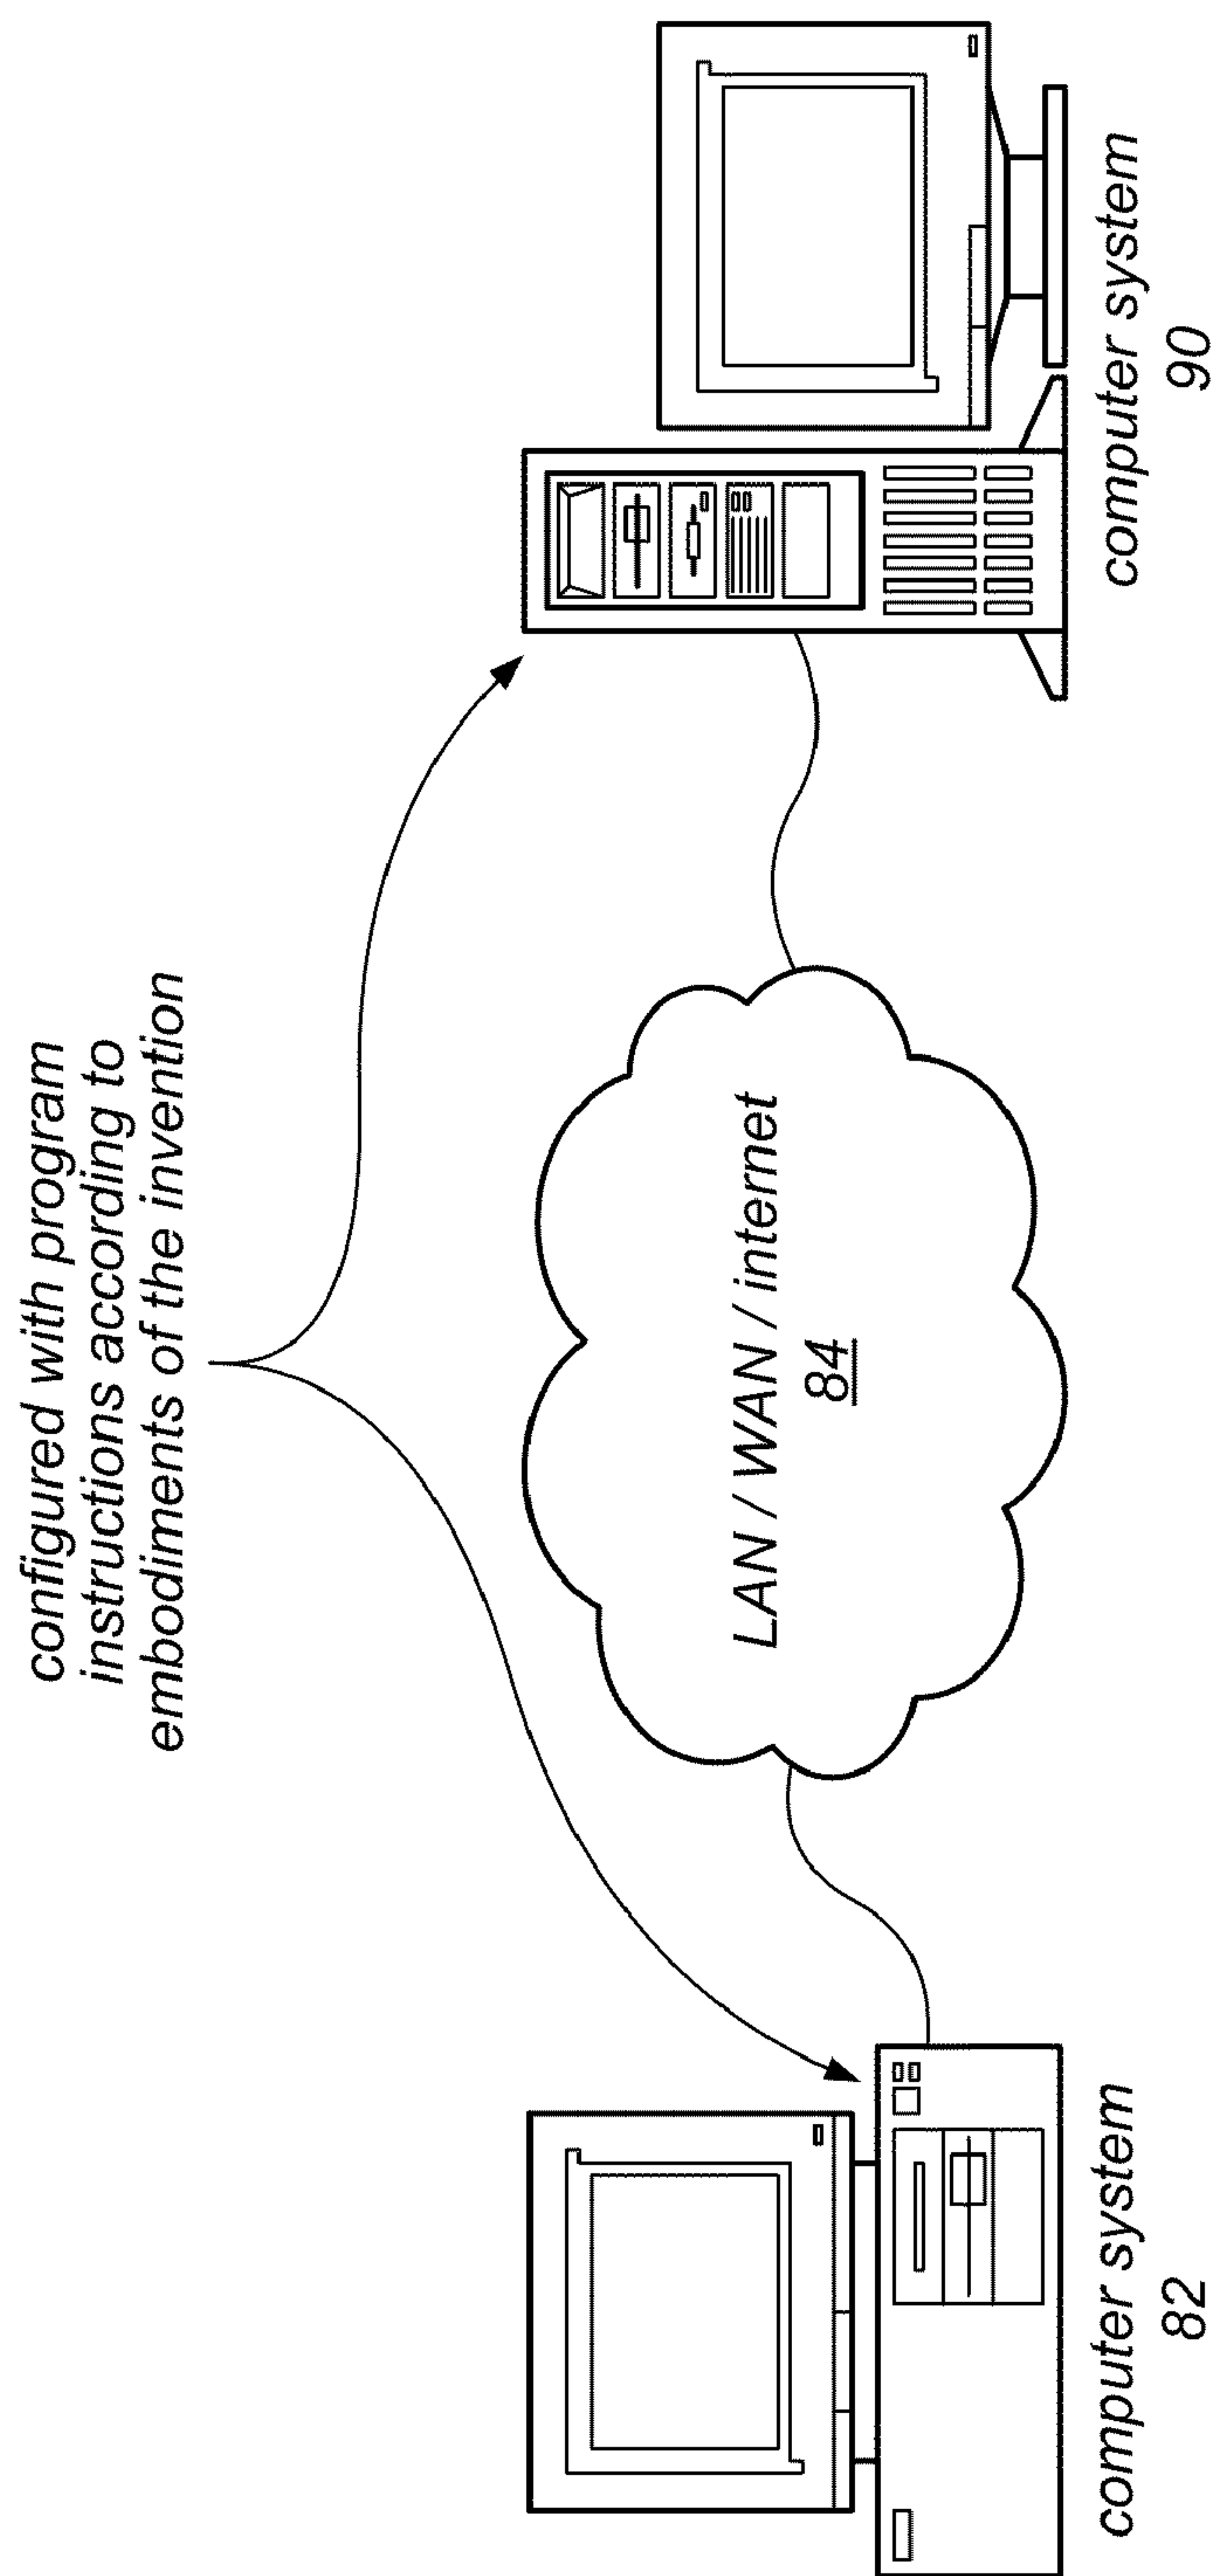 configured with program
instructions according to
embodiments of the invention
LAN / WAN / internet
84
computer system
82
computer system
90